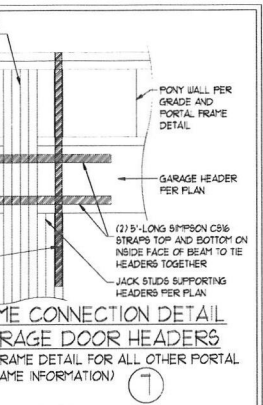 PONY WALL PER
GRADE AND
PORTAL FRAME
DETAIL
GARAGE HEADER
PER PLAN
(2) 5'-LONG SIMPSON CS16
STRAPS TOP AND BOTTOM ON
INSIDE FACE OF BEAM TO TIE
HEADERS TOGETHER
JACK STUDS SUPPORTING
HEADERS PER PLAN
ME CONNECTION DETAIL
RAGE DOOR HEADERS
FRAME DETAIL FOR ALL OTHER PORTAL
AME INFORMATION)
7